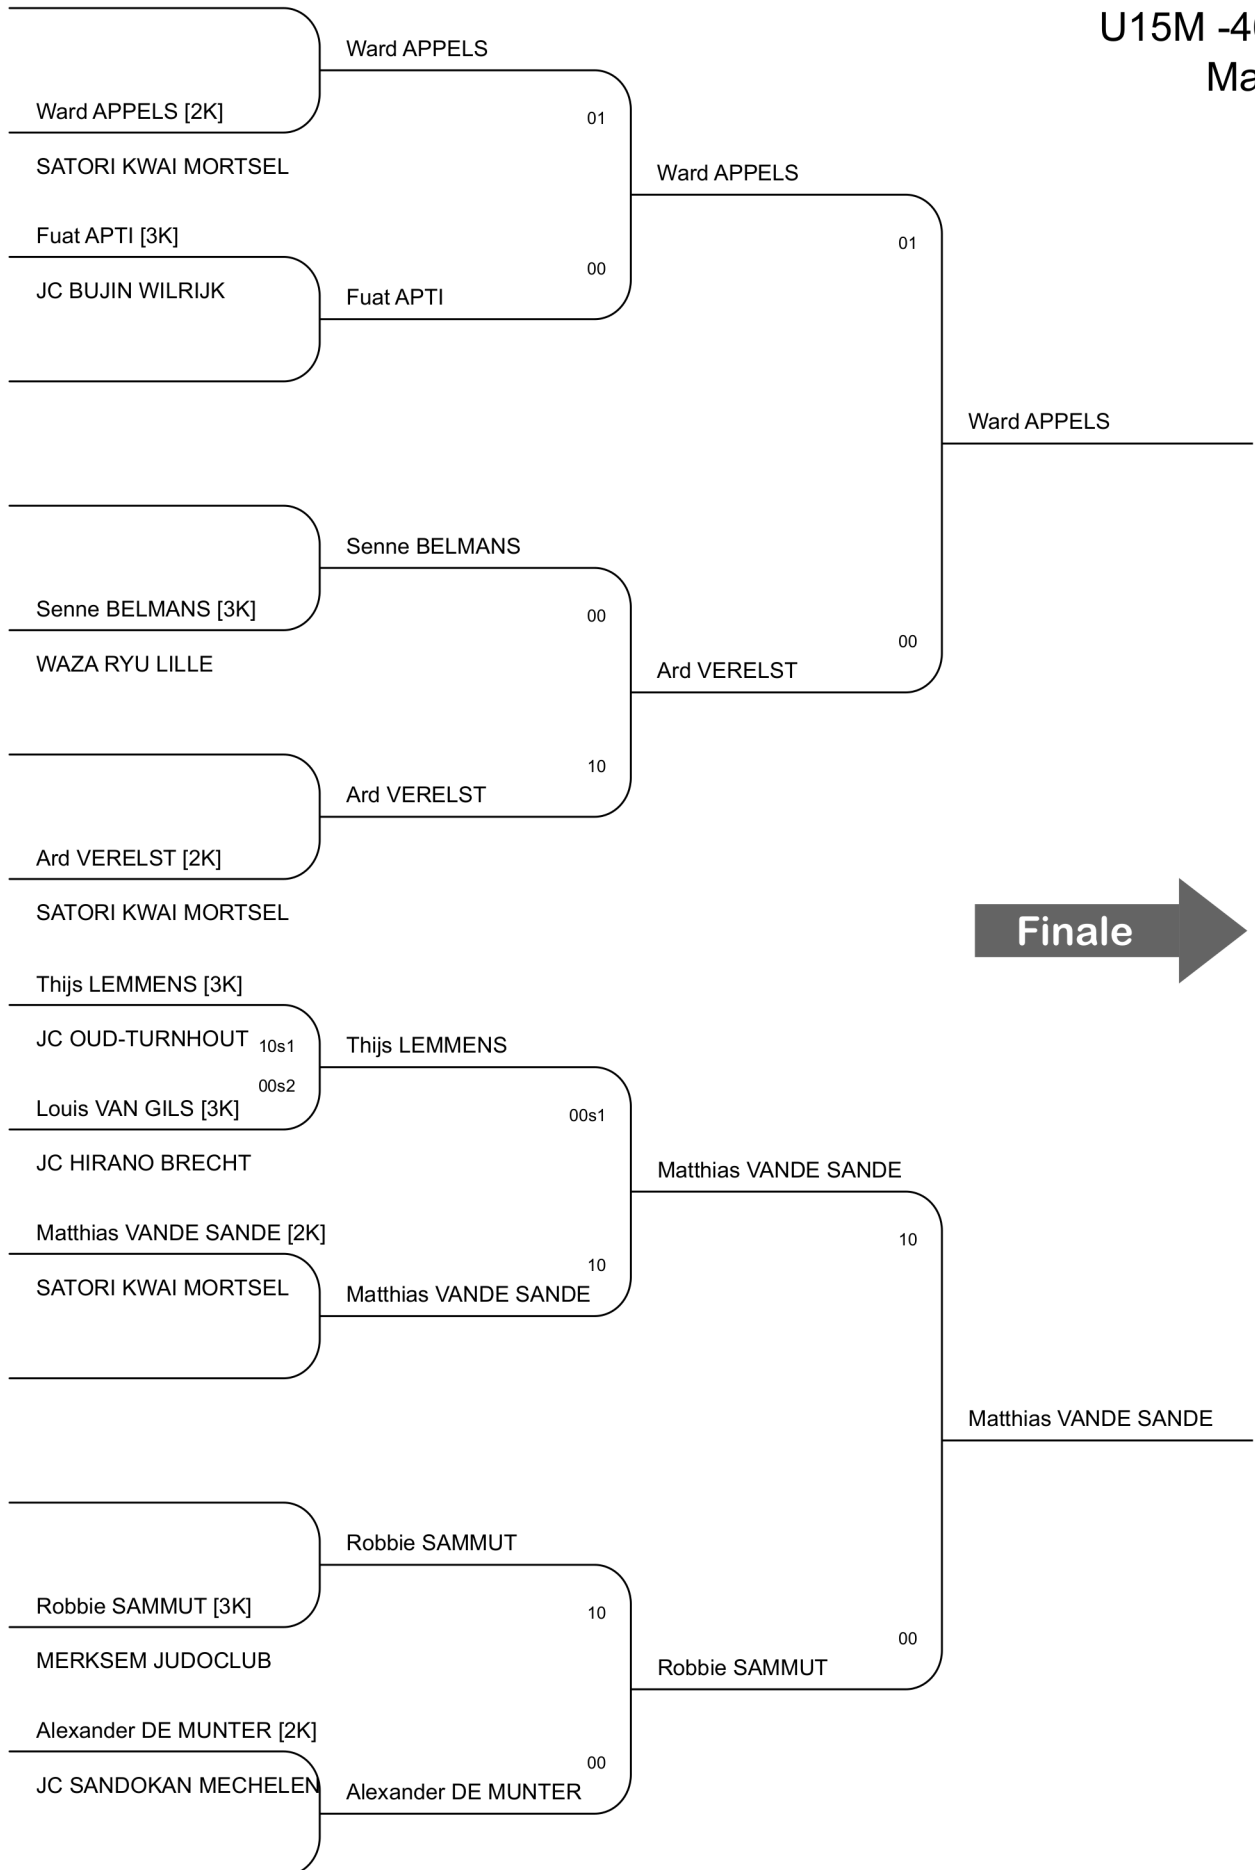 U15M -4
Ma
Ward APPELS
Ward APPELS [2K]
01
SATORI KWAI MORTSEL
Ward APPELS
Fuat APTI [3K]
01
00
JC BUJIN WILRIJK
Fuat APTI
Ward APPELS
Senne BELMANS
Senne BELMANS [3K]
00
00
WAZA RYU LILLE
Ard VERELST
10
Ard VERELST
Ard VERELST [2K]
SATORI KWAI MORTSEL
Finale
Thijs LEMMENS [3K]
JC OUD-TURNHOUT
10s1
Thijs LEMMENS
00s2
Louis VAN GILS [3K]
00s1
JC HIRANO BRECHT
Matthias VANDE SANDE
Matthias VANDE SANDE [2K]
10
10
SATORI KWAI MORTSEL
Matthias VANDE SANDE
Matthias VANDE SANDE
Robbie SAMMUT
Robbie SAMMUT [3K]
10
00
MERKSEM JUDOCLUB
Robbie SAMMUT
Alexander DE MUNTER [2K]
00
JC SANDOKAN MECHELEN
Alexander DE MUNTER